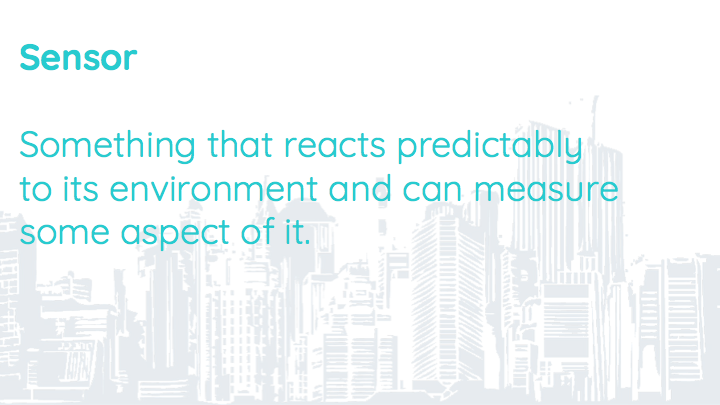 Sensor
Something that reacts predictably
to its environment and can measure
some aspect of it.